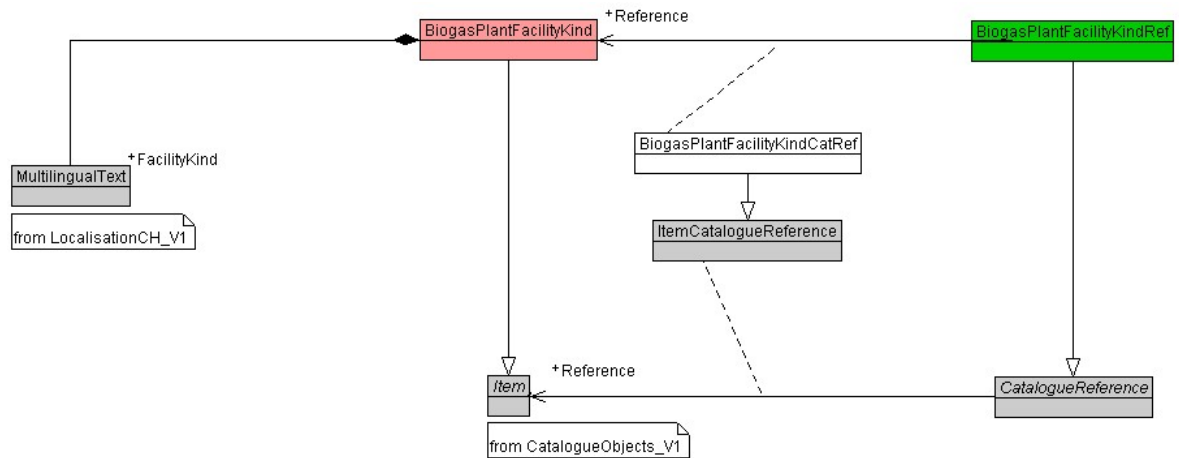 +Reference
BiogasPlantFacilityKind
BiogasPlantFacilityKindRef
BiogasPlantFacilityKindCatRef
+FacilityKind
MultilingualText
from LocalisationCH_V1
ItemCatalogueReference
+Reference
Item
CatalogueReference
from CatalogueObjects_V1